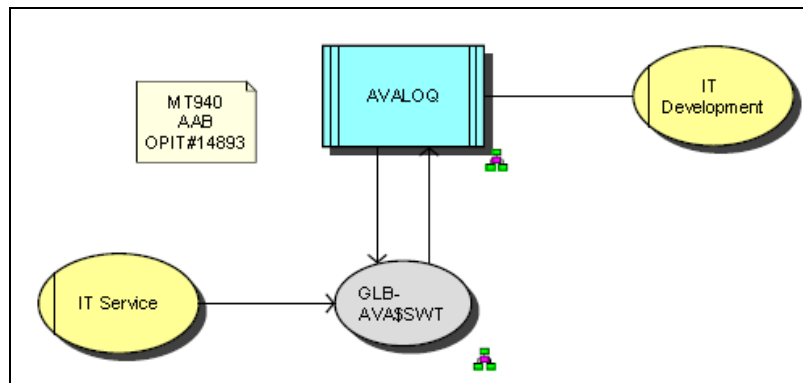 AVALOQ
IT
Development
MT940
AAB
OPIT#14893
IT Service
GLB-
AVA$SWT